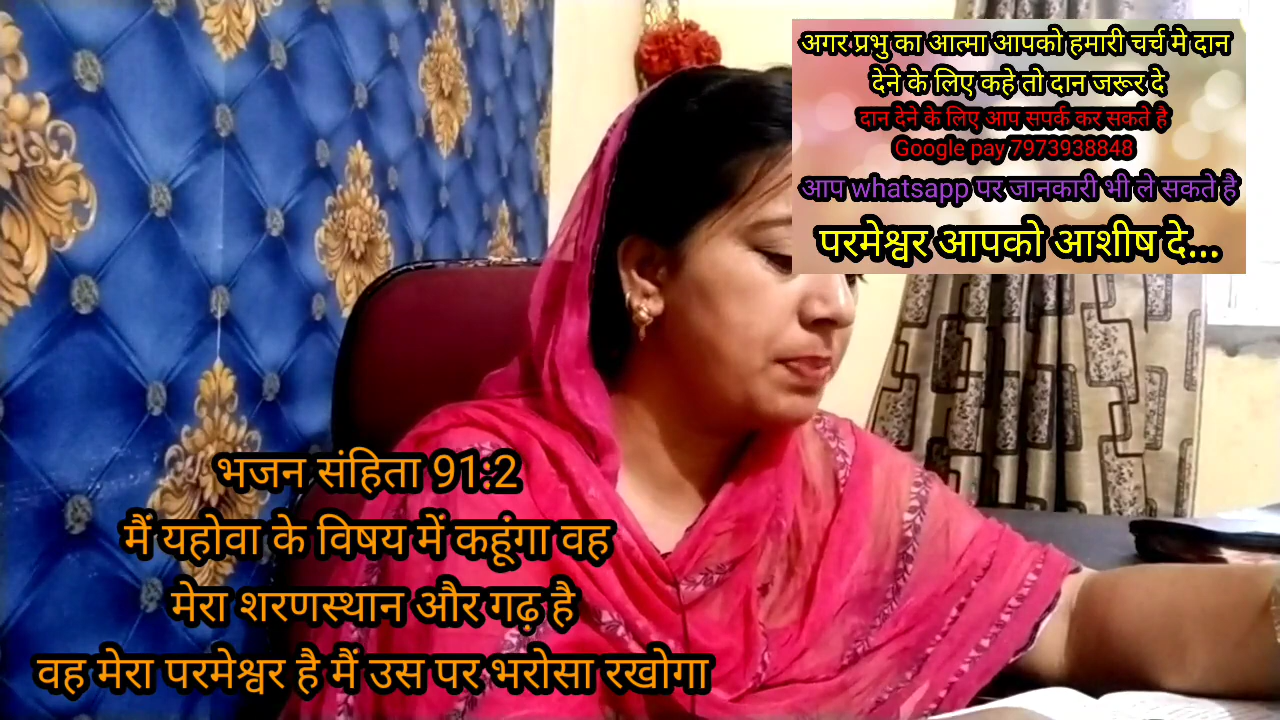 अगर प्रभु का आत्मा आपको हमारी चर्च मे दान
देने के लिए कहे तो दान जरूर दे
दान देने के लिए आप सपर्क कर सकते है
Google pay 7973938848
आप whatsapp पर जानकारी भी ले सकते है
परमेश्वर आपको आशीष दे...
भजन संहिता 91:2
मैं यहोवा के विषय में कहूंगा वह
मेरा शरणस्थान और गढ़ है
वह मेरा परमेश्वर है मैं उस पर भरोसा रखोगा